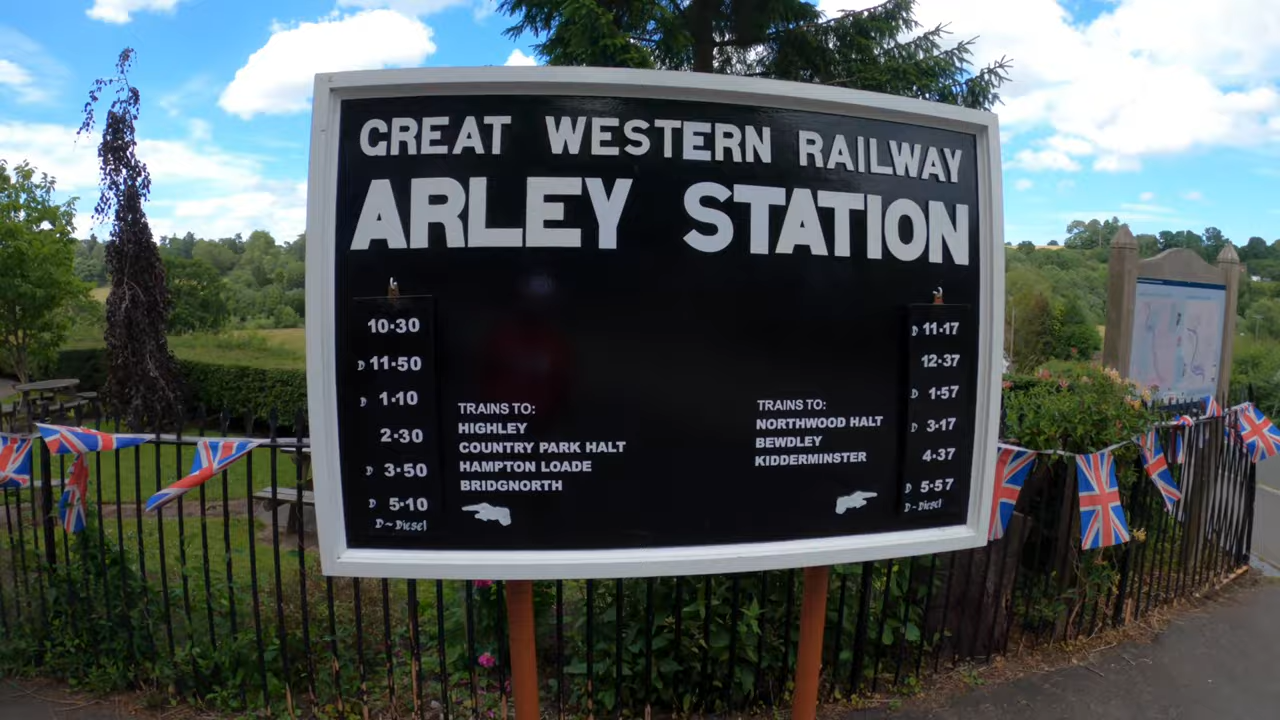 GREAT WESTERN RAILWAY
ARLEY STATION
10·30
D 11·50
D 1·10
2·30
D 3·50
D 5·10
D - Diesel
TRAINS TO:
HIGHLEY
COUNTRY PARK HALT
HAMPTON LOADE
BRIDGNORTH
TRAINS TO:
NORTHWOOD HALT
BEWDLEY
KIDDERMINSTER
D 11·17
12·37
D 1·57
D 3·17
4·37
D 5·57
D - Diesel